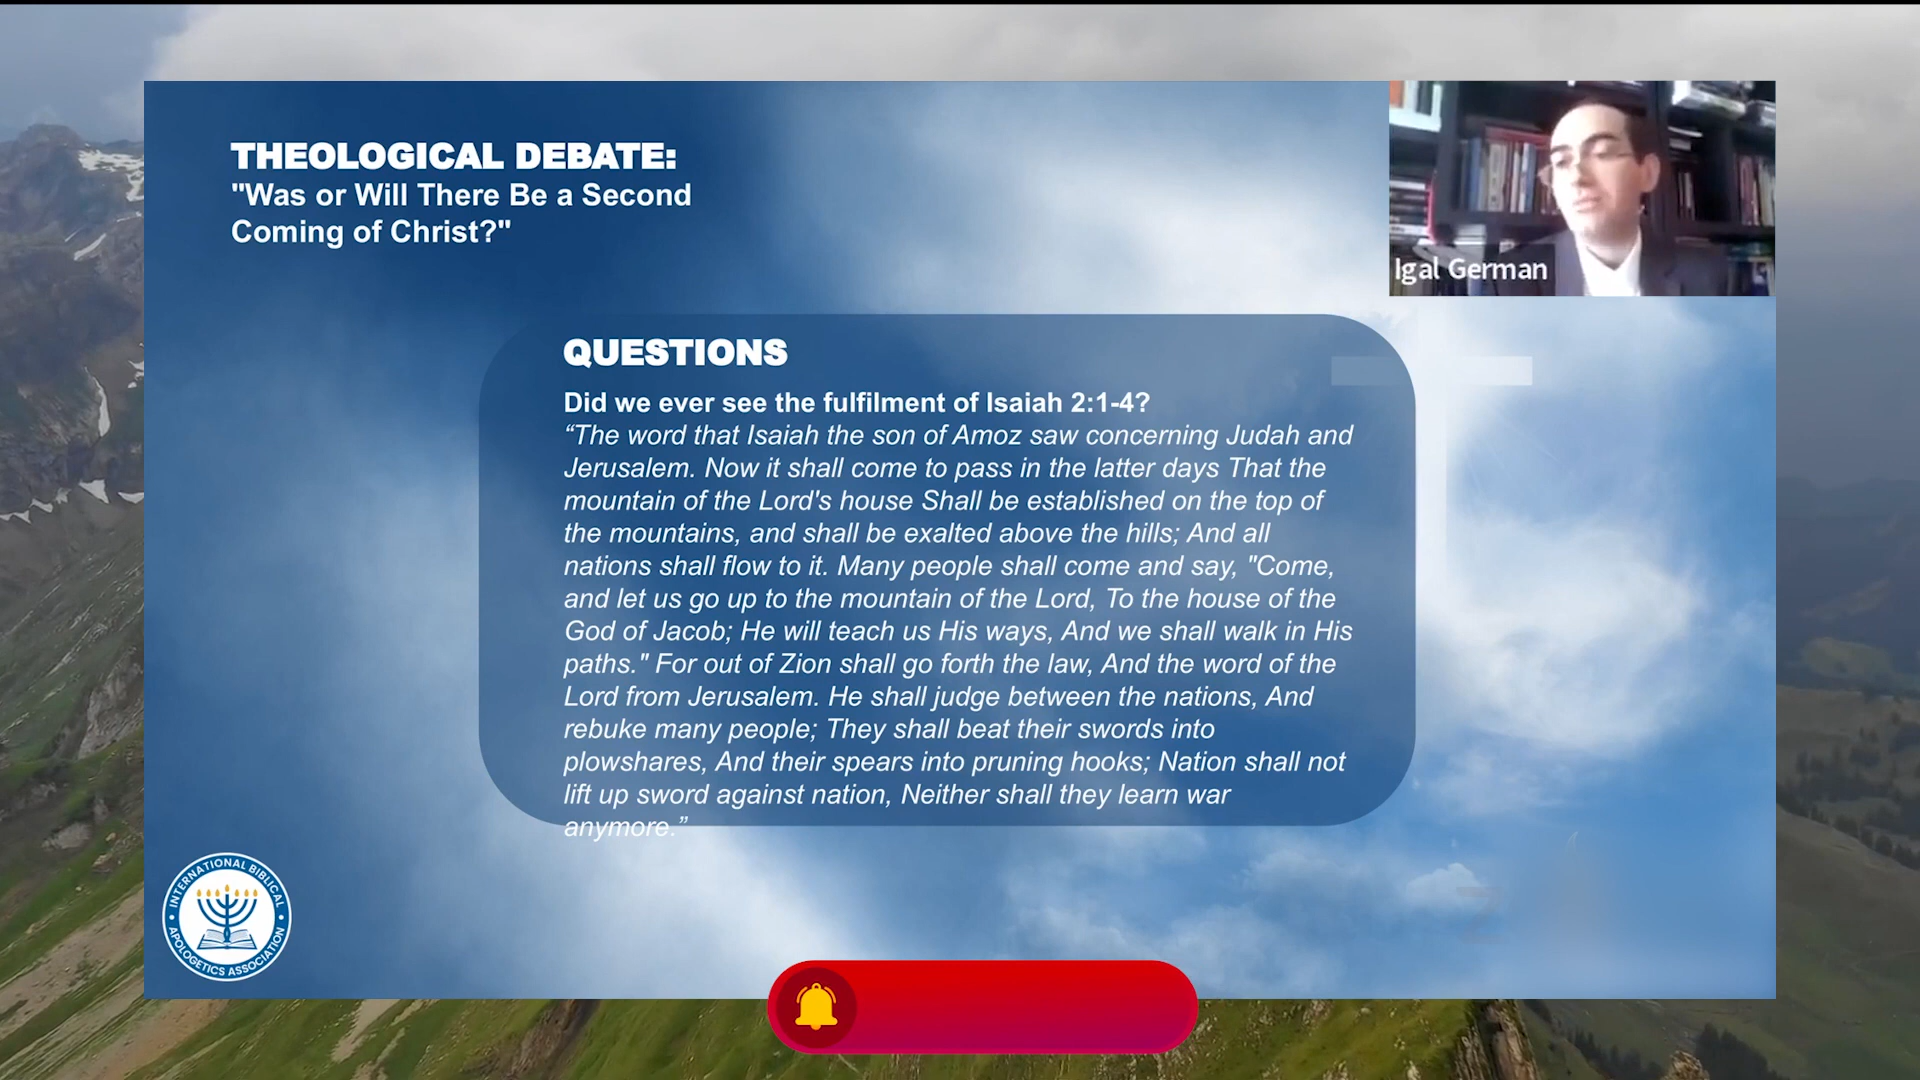 THEOLOGICAL DEBATE:
"Was or Will There Be a Second
Coming of Christ?"
Igal German
QUESTIONS
Did we ever see the fulfilment of Isaiah 2:1-4?
“The word that Isaiah the son of Amoz saw concerning Judah and
Jerusalem. Now it shall come to pass in the latter days That the
mountain of the Lord's house Shall be established on the top of
the mountains, and shall be exalted above the hills; And all
nations shall flow to it. Many people shall come and say, "Come,
and let us go up to the mountain of the Lord, To the house of the
God of Jacob; He will teach us His ways, And we shall walk in His
paths." For out of Zion shall go forth the law, And the word of the
Lord from Jerusalem. He shall judge between the nations, And
rebuke many people; They shall beat their swords into
plowshares, And their spears into pruning hooks; Nation shall not
lift up sword against nation, Neither shall they learn war
anymore.”
INTERNATIONAL BIBLICAL
APOLOGETICS ASSOCIATION